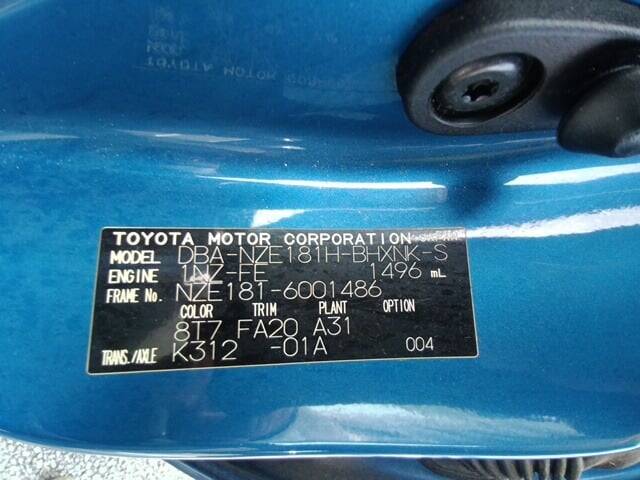 TOYOTA MOTOR CORPORATION
MODEL DBA-NZE181H-BHXNK-S
ENGINE 1NZ-FE 1496 mL
FRAME No. NZE181-6001486
COLOR TRIM PLANT OPTION
8T7 FA20 A31
TRANS./AXLE K312 -01A 004